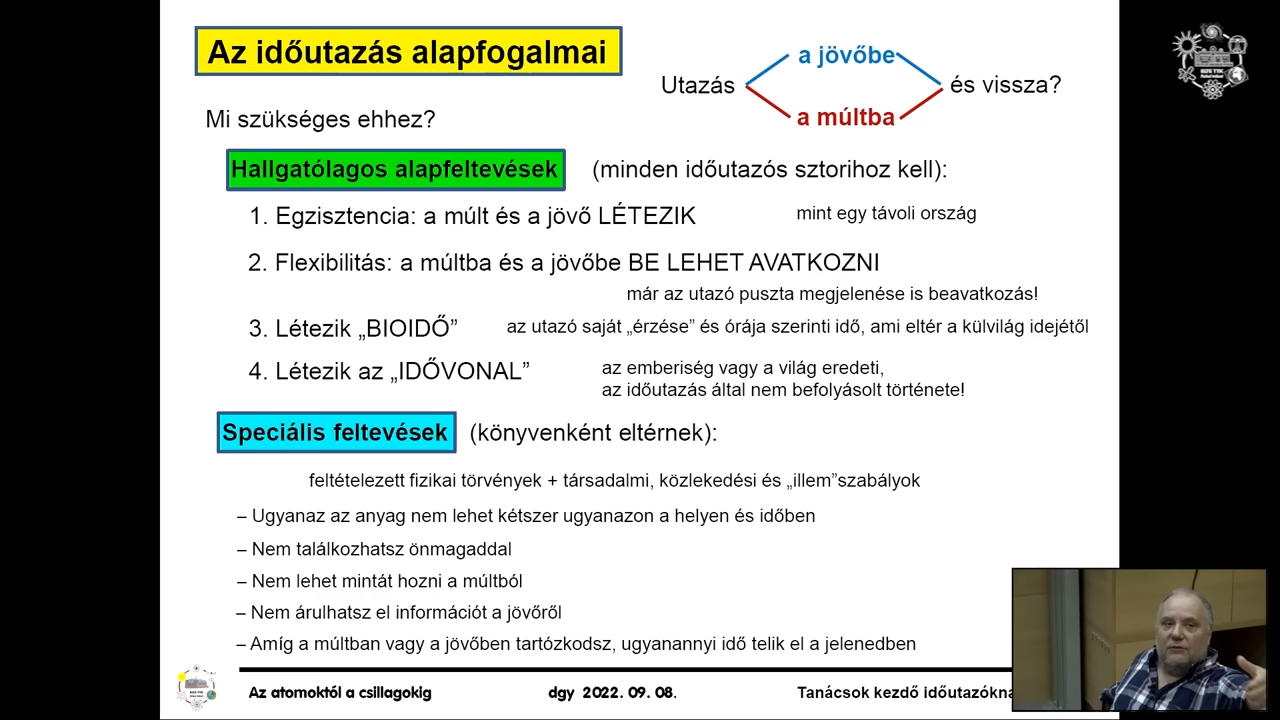 Az időutazás alapfogalmai
Utazás a jövőbe és vissza?
a múltba
Mi szükséges ehhez?
Hallgatólagos alapfeltevések (minden időutazós sztorihoz kell):
1. Egzisztencia: a múlt és a jövő LÉTEZIK mint egy távoli ország
2. Flexibilitás: a múltba és a jövőbe BE LEHET AVATKOZNI
már az utazó puszta megjelenése is beavatkozás!
3. Létezik „BIOIDŐ” az utazó saját „érzése” és órája szerinti idő, ami eltér a külvilág idejétől
4. Létezik az „IDŐVONAL” az emberiség vagy a világ eredeti,
az időutazás által nem befolyásolt története!
Speciális feltevések (könyvenként eltérnek):
feltételezett fizikai törvények + társadalmi, közlekedési és „illem”szabályok
– Ugyanaz az anyag nem lehet kétszer ugyanazon a helyen és időben
– Nem találkozhatsz önmagaddal
– Nem lehet mintát hozni a múltból
– Nem árulhatsz el információt a jövőről
– Amíg a múltban vagy a jövőben tartózkodsz, ugyanannyi idő telik el a jelenedben
Az atomoktól a csillagokig dgy 2022. 09. 08. Tanácsok kezdő időutazókna